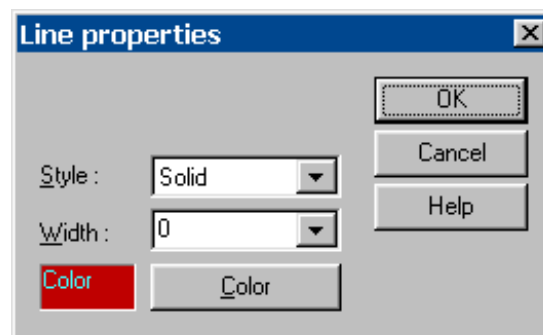 Line properties
OK
Cancel
Style : Solid
Help
Width : 0
Color Color